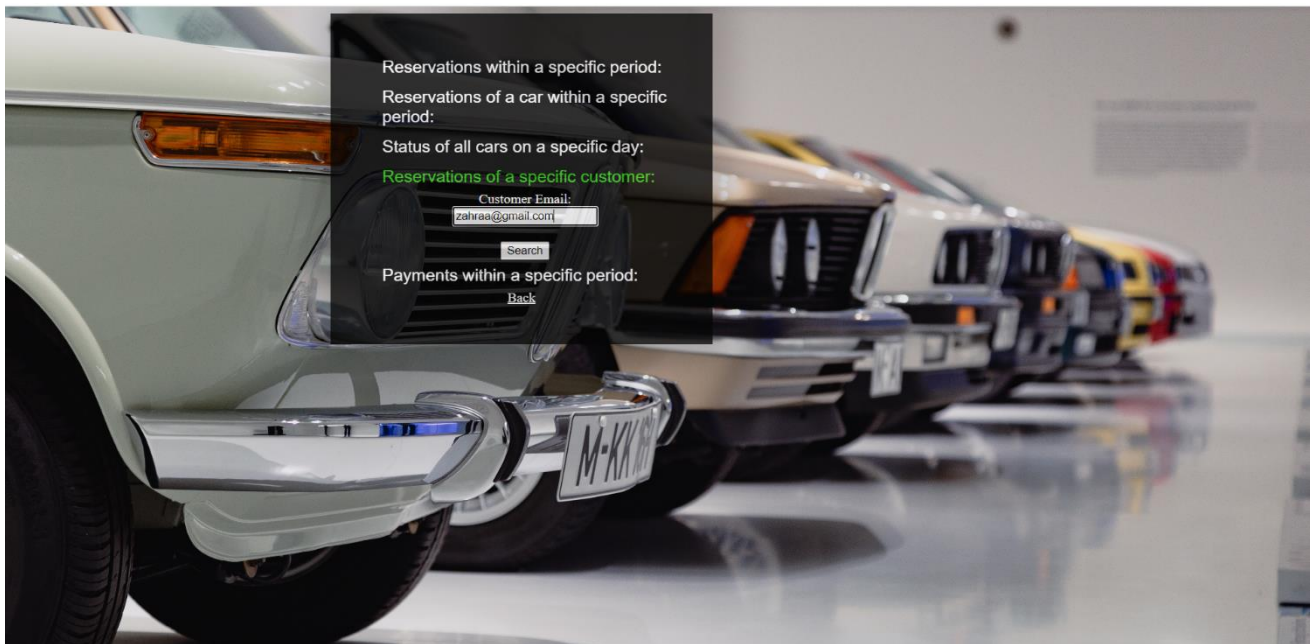 Reservations within a specific period:
Reservations of a car within a specific
period:
Status of all cars on a specific day:
Reservations of a specific customer:
Customer Email:
zahraa@gmail.com
Search
Payments within a specific period:
Back
M-KK